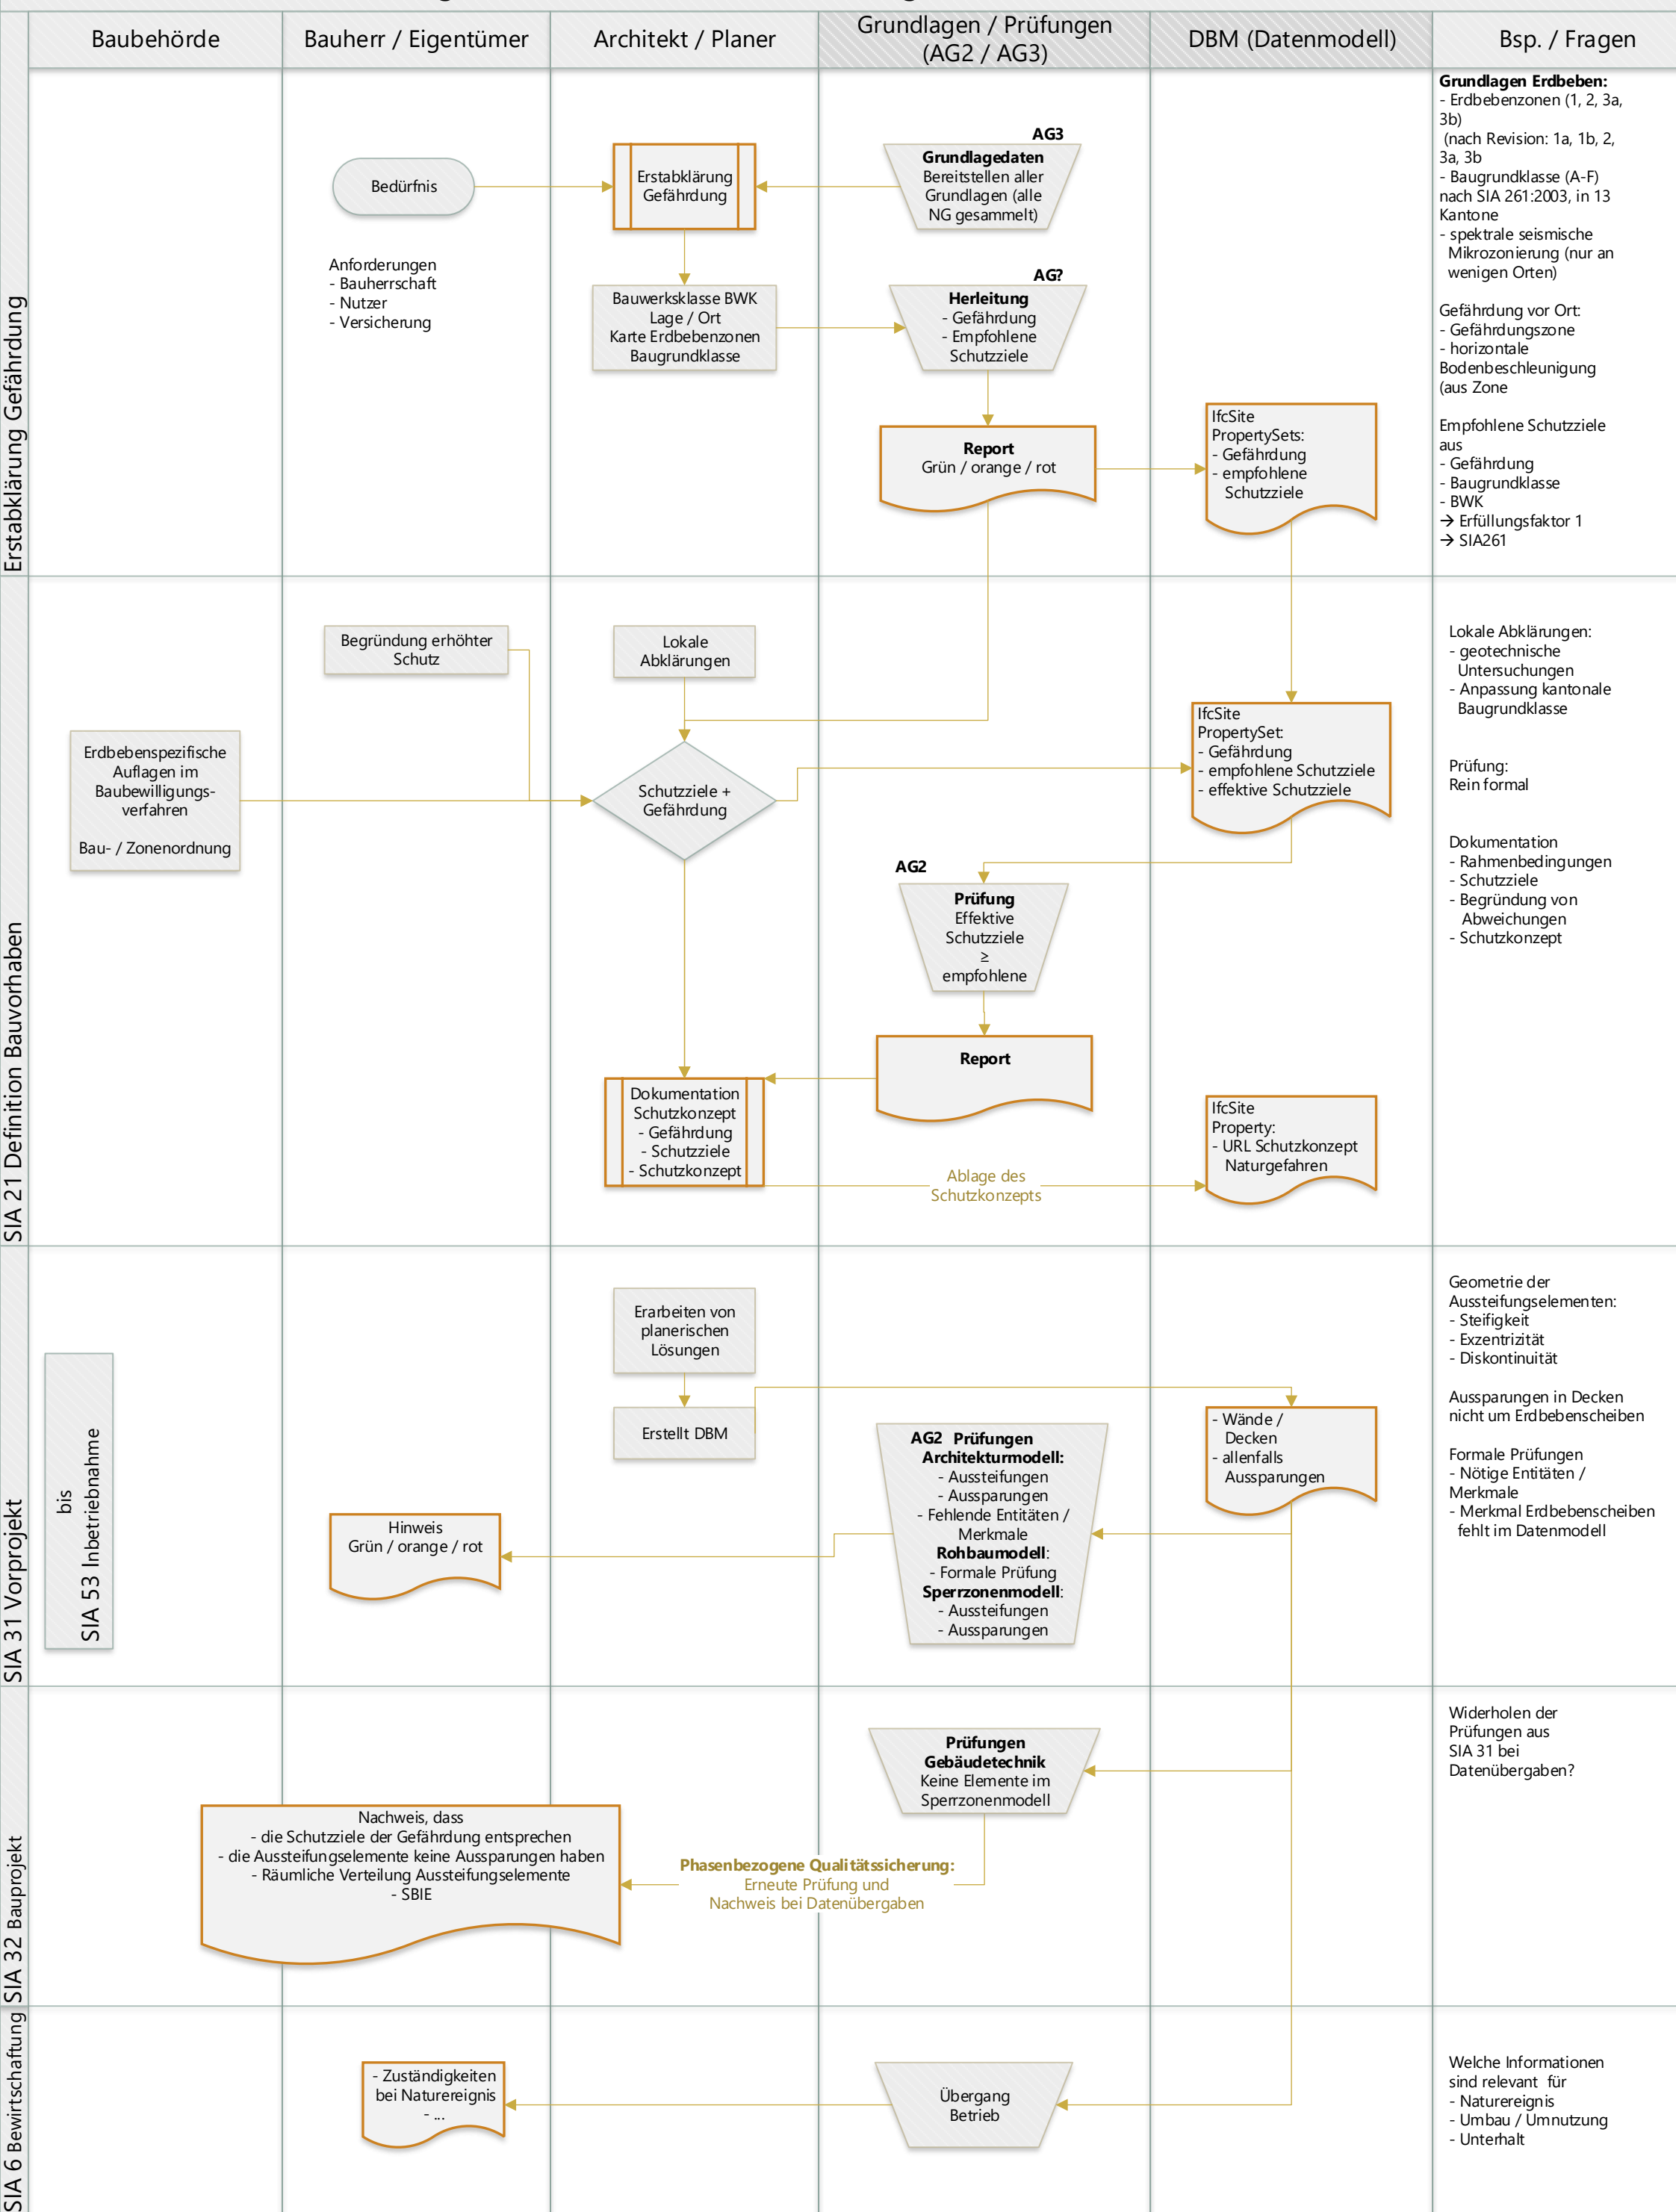 Baubehörde
Bauherr / Eigentümer
Architekt / Planer
Grundlagen / Prüfungen
(AG2 / AG3)
DBM (Datenmodell)
Bsp. / Fragen
Erstabklärung Gefährdung
Bedürfnis
Anforderungen
- Bauherrschaft
- Nutzer
- Versicherung
Erstabklärung
Gefährdung
Bauwerksklasse BWK
Lage / Ort
Karte Erdbebenzonen
Baugrundklasse
AG3
Grundlagedaten
Bereitstellen aller
Grundlagen (alle
NG gesammelt)
AG?
Herleitung
- Gefährdung
- Empfohlene
Schutzziele
Report
Grün / orange / rot
IfcSite
PropertySets:
- Gefährdung
- empfohlene
Schutzziele
Grundlagen Erdbeben:
- Erdbebenzonen (1, 2, 3a,
3b)
(nach Revision: 1a, 1b, 2,
3a, 3b
- Baugrundklasse (A-F)
nach SIA 261:2003, in 13
Kantone
- spektrale seismische
Mikrozonierung (nur an
wenigen Orten)
Gefährdung vor Ort:
- Gefährdungszone
- horizontale
Bodenbeschleunigung
(aus Zone
Empfohlene Schutzziele
aus
- Gefährdung
- Baugrundklasse
- BWK
→ Erfüllungsfaktor 1
→ SIA261
SIA 21 Definition Bauvorhaben
Erdbebenspezifische
Auflagen im
Baubewilligungs-
verfahren
Bau- / Zonenordnung
Begründung erhöhter
Schutz
Lokale
Abklärungen
Schutzziele +
Gefährdung
IfcSite
PropertySet:
- Gefährdung
- empfohlene Schutzziele
- effektive Schutzziele
AG2
Prüfung
Effektive
Schutzziele
≥
empfohlene
Report
Dokumentation
Schutzkonzept
- Gefährdung
- Schutzziele
- Schutzkonzept
Ablage des
Schutzkonzepts
IfcSite
Property:
- URL Schutzkonzept
Naturgefahren
Lokale Abklärungen:
- geotechnische
Untersuchungen
- Anpassung kantonale
Baugrundklasse
Prüfung:
Rein formal
Dokumentation
- Rahmenbedingungen
- Schutzziele
- Begründung von
Abweichungen
- Schutzkonzept
SIA 31 Vorprojekt
bis
SIA 53 Inbetriebnahme
Erarbeiten von
planerischen
Lösungen
Erstellt DBM
Hinweis
Grün / orange / rot
AG2 Prüfungen
Architekturmodell:
- Aussteifungen
- Aussparungen
- Fehlende Entitäten /
Merkmale
Rohbaumodell:
- Formale Prüfung
Sperrzonenmodell:
- Aussteifungen
- Aussparungen
- Wände /
Decken
- allenfalls
Aussparungen
Geometrie der
Aussteifungselementen:
- Steifigkeit
- Exzentrizität
- Diskontinuität
Aussparungen in Decken
nicht um Erdbebenscheiben
Formale Prüfungen
- Nötige Entitäten /
Merkmale
- Merkmal Erdbebenscheiben
fehlt im Datenmodell
SIA 32 Bauprojekt
Prüfungen
Gebäudetechnik
Keine Elemente im
Sperrzonenmodell
Nachweis, dass
- die Schutzziele der Gefährdung entsprechen
- die Aussteifungselemente keine Aussparungen haben
- Räumliche Verteilung Aussteifungselemente
- SBIE
Phasenbezogene Qualitätssicherung:
Erneute Prüfung und
Nachweis bei Datenübergaben
Widerholen der
Prüfungen aus
SIA 31 bei
Datenübergaben?
SIA 6 Bewirtschaftung
- Zuständigkeiten
bei Naturereignis
- ...
Übergang
Betrieb
Welche Informationen
sind relevant für
- Naturereignis
- Umbau / Umnutzung
- Unterhalt